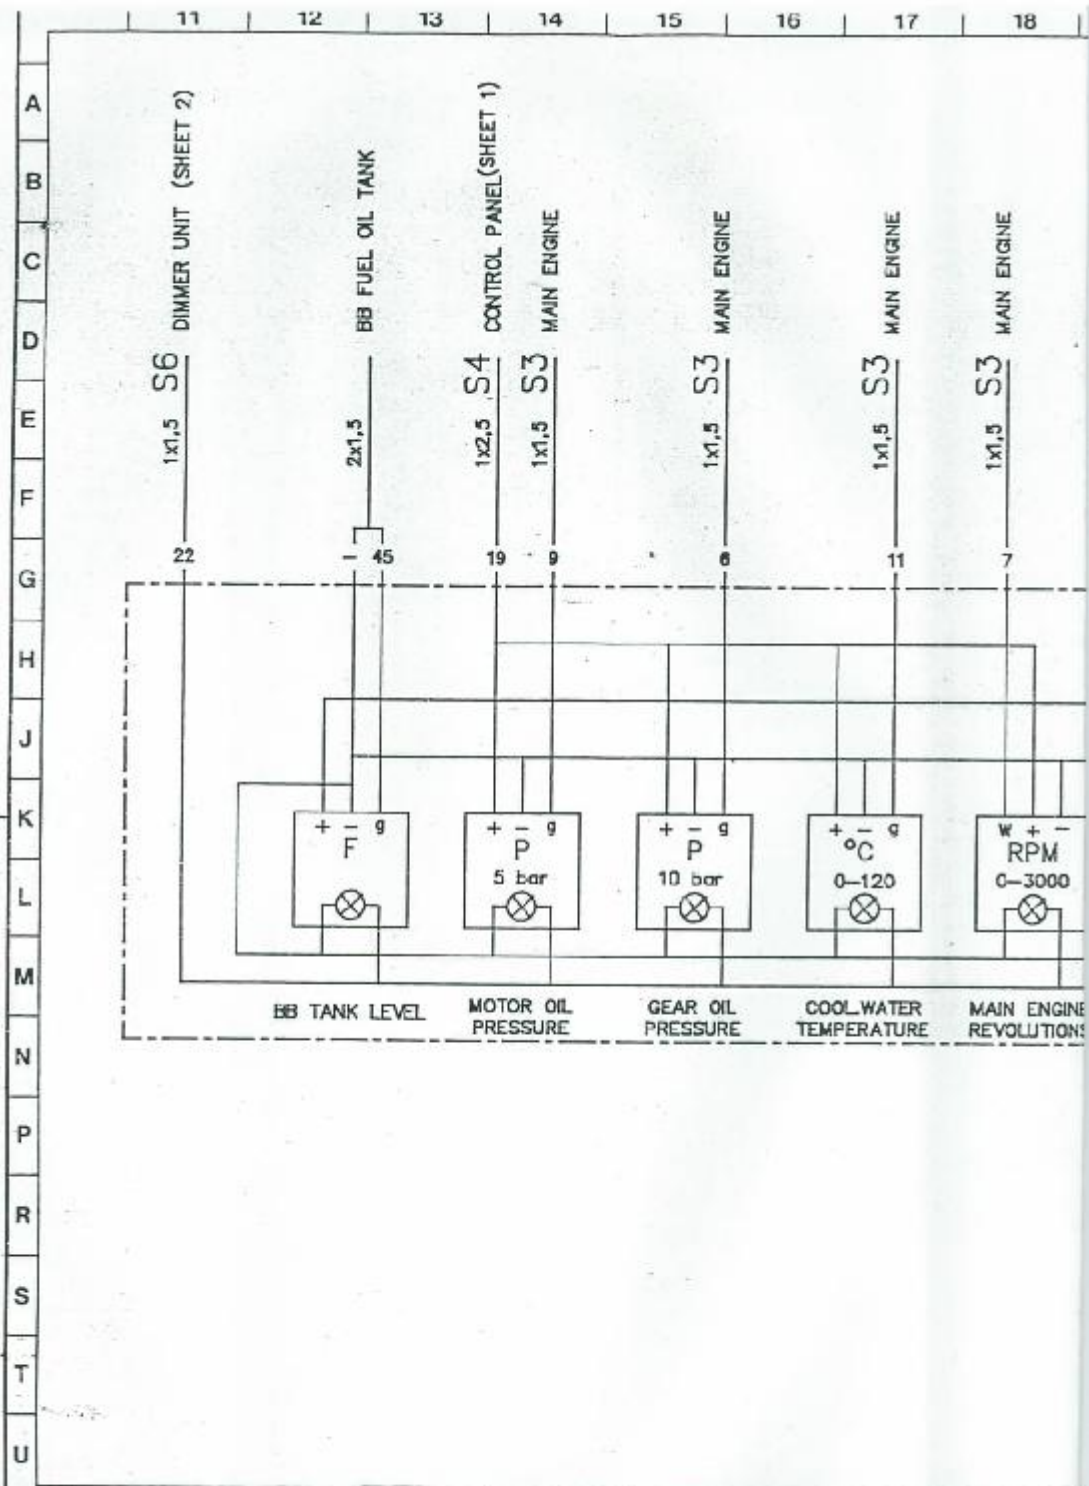 11 12 13 14 15 16 17 18
A
B
C
D
E
F
G
H
J
K
L
M
N
P
R
S
T
U
S6 DIMMER UNIT (SHEET 2)
1x1,5
BB FUEL OIL TANK
2x1,5
S4 CONTROL PANEL(SHEET 1)
1x2,5
S3 MAIN ENGINE
1x1,5
S3 MAIN ENGINE
1x1,5
S3 MAIN ENGINE
1x1,5
S3 MAIN ENGINE
1x1,5
22 - 45 19 9 6 11 7
+ - g
F
+ - g
P
5 bar
+ - g
P
10 bar
+ - g
°C
0-120
W + -
RPM
0-3000
BB TANK LEVEL
MOTOR OIL
PRESSURE
GEAR OIL
PRESSURE
COOLWATER
TEMPERATURE
MAIN ENGINE
REVOLUTIONS